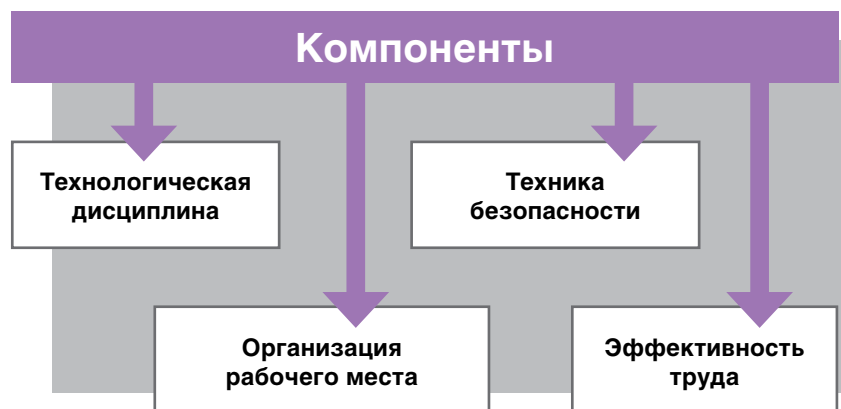 Компоненты
Технологическая
дисциплина
Техника
безопасности
Организация
рабочего места
Эффективность
труда